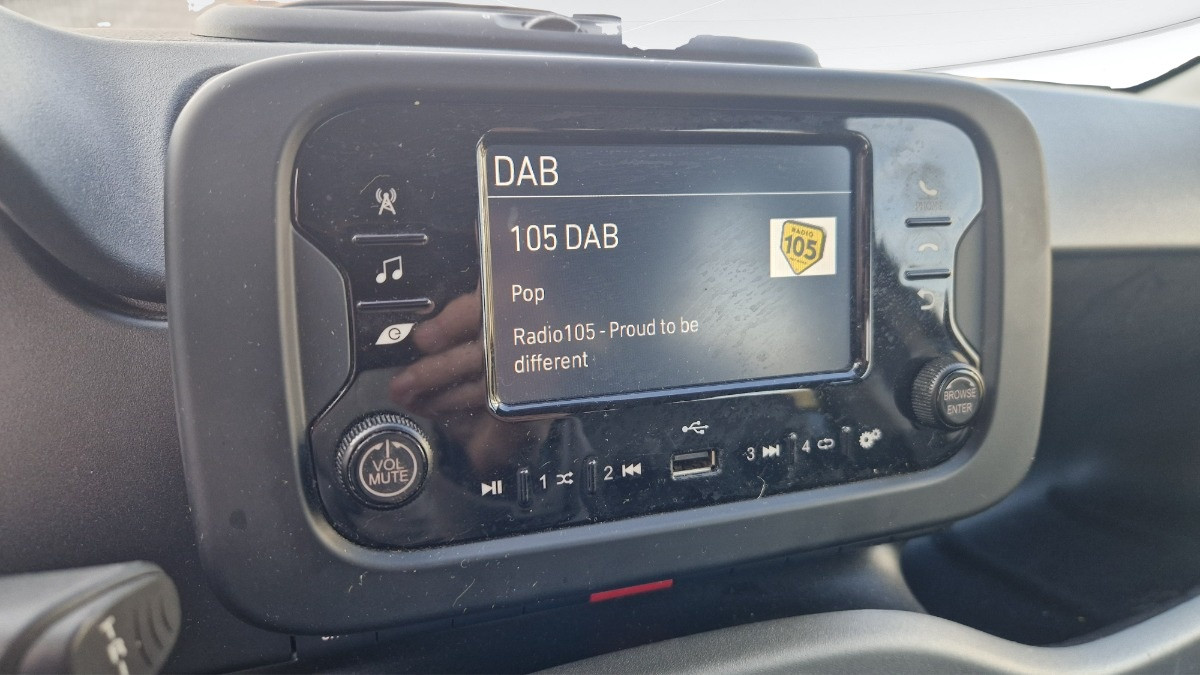 DAB
105 DAB
RADIO
105
Pop
Radio105 - Proud to be
different
VOL
MUTE
1
2
3
4
BROWSE
ENTER
TRI